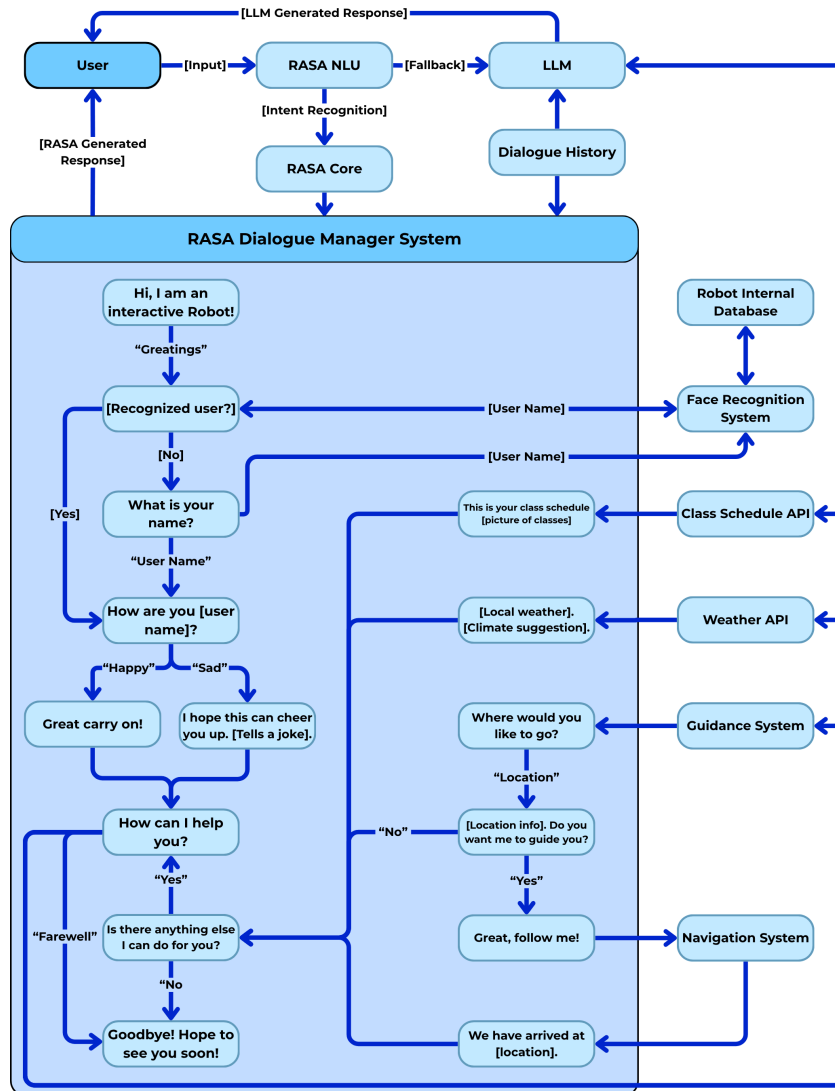 [LLM Generated Response]
User
[Input]
RASA NLU
[Fallback]
LLM
[Intent Recognition]
[RASA Generated
Response]
RASA Core
Dialogue History
RASA Dialogue Manager System
Hi, I am an
interactive Robot!
Robot Internal
Database
“Greatings”
[Recognized user?]
[User Name]
Face Recognition
System
[No]
[User Name]
[Yes]
What is your
name?
This is your class schedule
[picture of classes]
Class Schedule API
“User Name”
How are you [user
name]?
[Local weather].
[Climate suggestion].
Weather API
“Happy”
“Sad”
Great carry on!
I hope this can cheer
you up. [Tells a joke].
Where would you
like to go?
Guidance System
“Location”
How can I help
you?
“No”
[Location info]. Do you
want me to guide you?
“Yes”
“Yes”
“Farewell”
Is there anything else
I can do for you?
Great, follow me!
Navigation System
“No
Goodbye! Hope to
see you soon!
We have arrived at
[location].